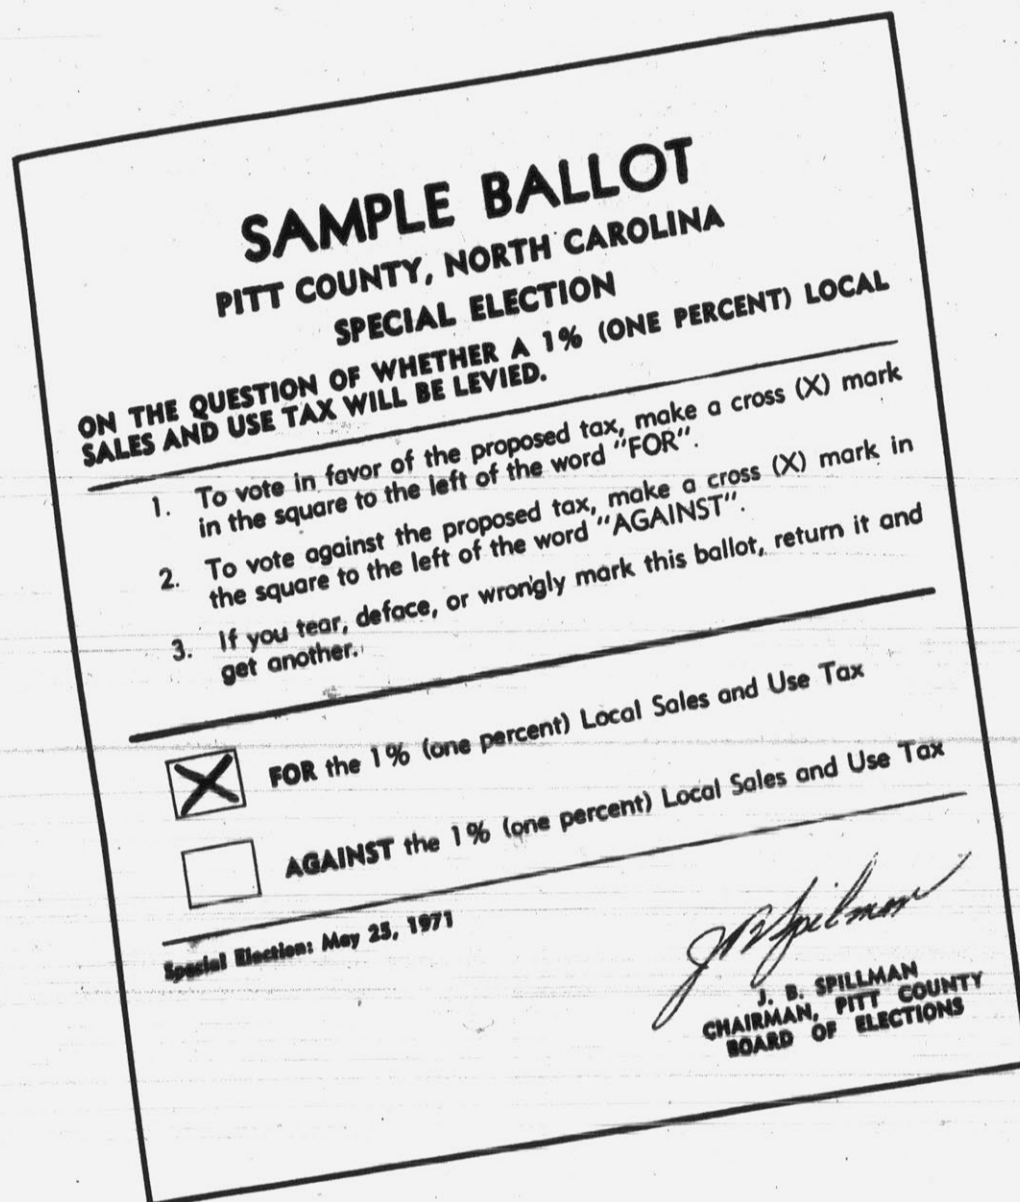 SAMPLE BALLOT
PITT COUNTY, NORTH CAROLINA
SPECIAL ELECTION
ON THE QUESTION OF WHETHER A 1% (ONE PERCENT) LOCAL
SALES AND USE TAX WILL BE LEVIED.
1. To vote in favor of the proposed tax, make a cross (X) mark
in the square to the left of the word "FOR".
2. To vote against the proposed tax, make a cross (X) mark in
the square to the left of the word "AGAINST".
3. If you tear, deface, or wrongly mark this ballot, return it and
get another.
X FOR the 1% (one percent) Local Sales and Use Tax
AGAINST the 1% (one percent) Local Sales and Use Tax
Special Election: May 25, 1971
J B Spilman
J. B. SPILLMAN
CHAIRMAN, PITT COUNTY
BOARD OF ELECTIONS